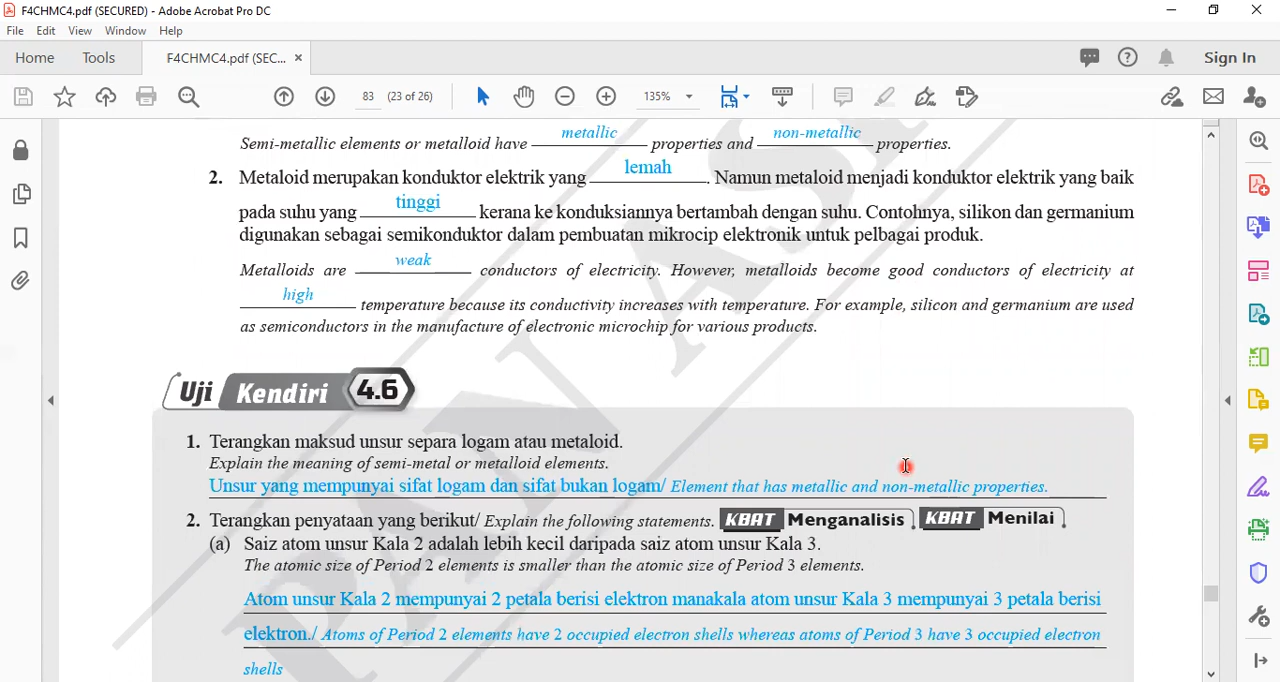 F4CHMC4.pdf (SECURED) - Adobe Acrobat Pro DC
File Edit View Window Help
Home Tools F4CHMC4.pdf (SEC... × Sign In
83 (23 of 26) 135%
Semi-metallic elements or metalloid have metallic properties and non-metallic properties.
2. Metaloid merupakan konduktor elektrik yang lemah. Namun metaloid menjadi konduktor elektrik yang baik
pada suhu yang tinggi kerana ke konduksiannya bertambah dengan suhu. Contohnya, silikon dan germanium
digunakan sebagai semikonduktor dalam pembuatan mikrocip elektronik untuk pelbagai produk.
Metalloids are weak conductors of electricity. However, metalloids become good conductors of electricity at
high temperature because its conductivity increases with temperature. For example, silicon and germanium are used
as semiconductors in the manufacture of electronic microchip for various products.
Uji Kendiri 4.6
1. Terangkan maksud unsur separa logam atau metaloid.
Explain the meaning of semi-metal or metalloid elements.
Unsur yang mempunyai sifat logam dan sifat bukan logam/ Element that has metallic and non-metallic properties.
2. Terangkan penyataan yang berikut/ Explain the following statements. KBAT Menganalisis KBAT Menilai
(a) Saiz atom unsur Kala 2 adalah lebih kecil daripada saiz atom unsur Kala 3.
The atomic size of Period 2 elements is smaller than the atomic size of Period 3 elements.
Atom unsur Kala 2 mempunyai 2 petala berisi elektron manakala atom unsur Kala 3 mempunyai 3 petala berisi
elektron./ Atoms of Period 2 elements have 2 occupied electron shells whereas atoms of Period 3 have 3 occupied electron
shells